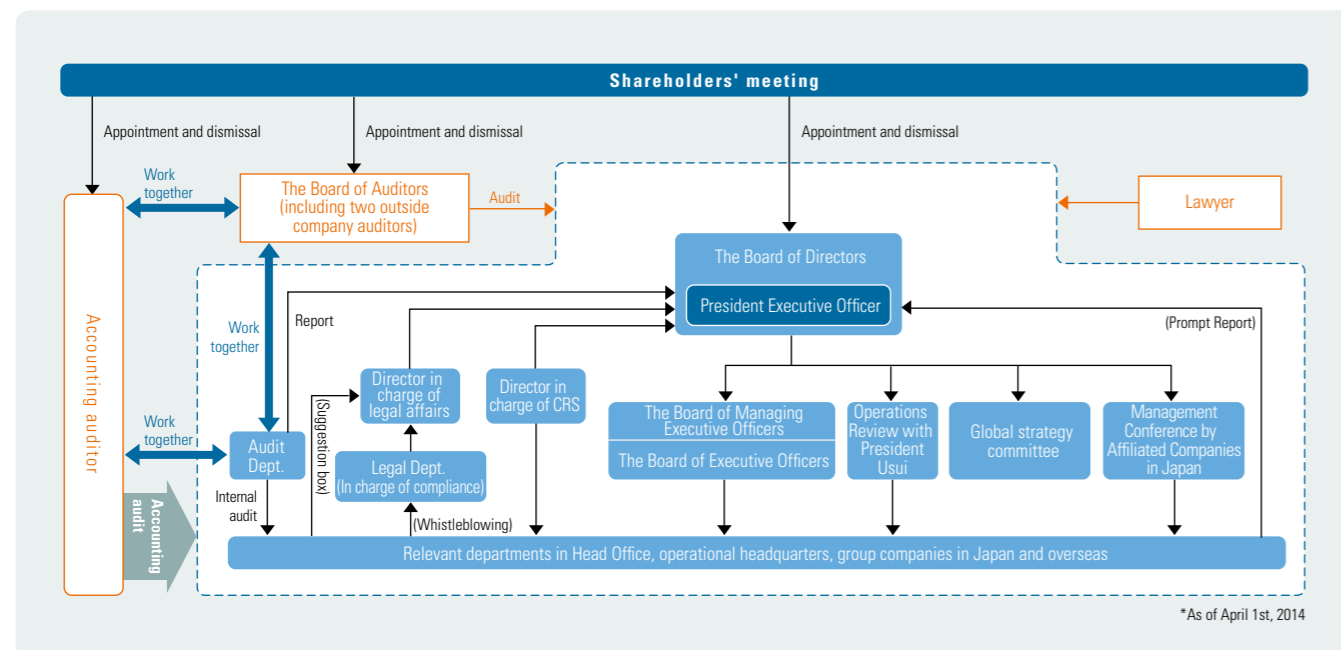 Shareholders' meeting
Appointment and dismissal
Appointment and dismissal
Appointment and dismissal
Work
together
The Board of Auditors
(including two outside
company auditors)
Audit
Lawyer
Accounting auditor
The Board of Directors
President Executive Officer
Work
together
Report
(Prompt Report)
Director in
charge of
legal affairs
Director in
charge of CRS
(Suggestion box)
The Board of Managing
Executive Officers
The Board of Executive Officers
Operations
Review with
President
Usui
Global strategy
committee
Management
Conference by
Affiliated Companies
in Japan
Work
together
Audit
Dept.
Legal Dept.
(In charge of compliance)
Internal
audit
(Whistleblowing)
Accounting
audit
Relevant departments in Head Office, operational headquarters, group companies in Japan and overseas
*As of April 1st, 2014